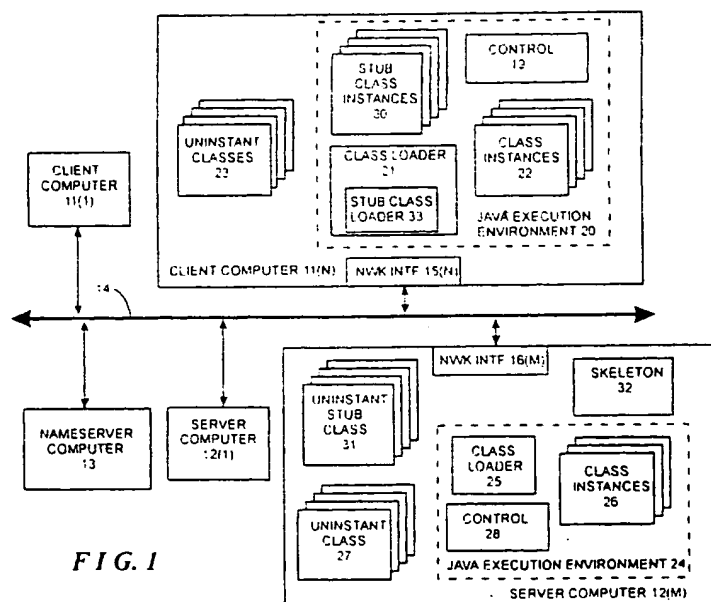 STUB
CLASS
INSTANCES
30
CONTROL
19
UNINSTANT
CLASSES
23
CLASS LOADER
21
STUB CLASS
LOADER 33
CLASS
INSTANCES
22
JAVA EXECUTION
ENVIRONMENT 20
CLIENT
COMPUTER
11(1)
CLIENT COMPUTER 11(N)
NWK INTF 15(N)
14
NAMESERVER
COMPUTER
13
SERVER
COMPUTER
12(1)
NWK INTF 16(M)
UNINSTANT
STUB
CLASS
31
SKELETON
32
CLASS
LOADER
25
CLASS
INSTANCES
26
UNINSTANT
CLASS
27
CONTROL
28
JAVA EXECUTION ENVIRONMENT 24
SERVER COMPUTER 12(M)
FIG. 1